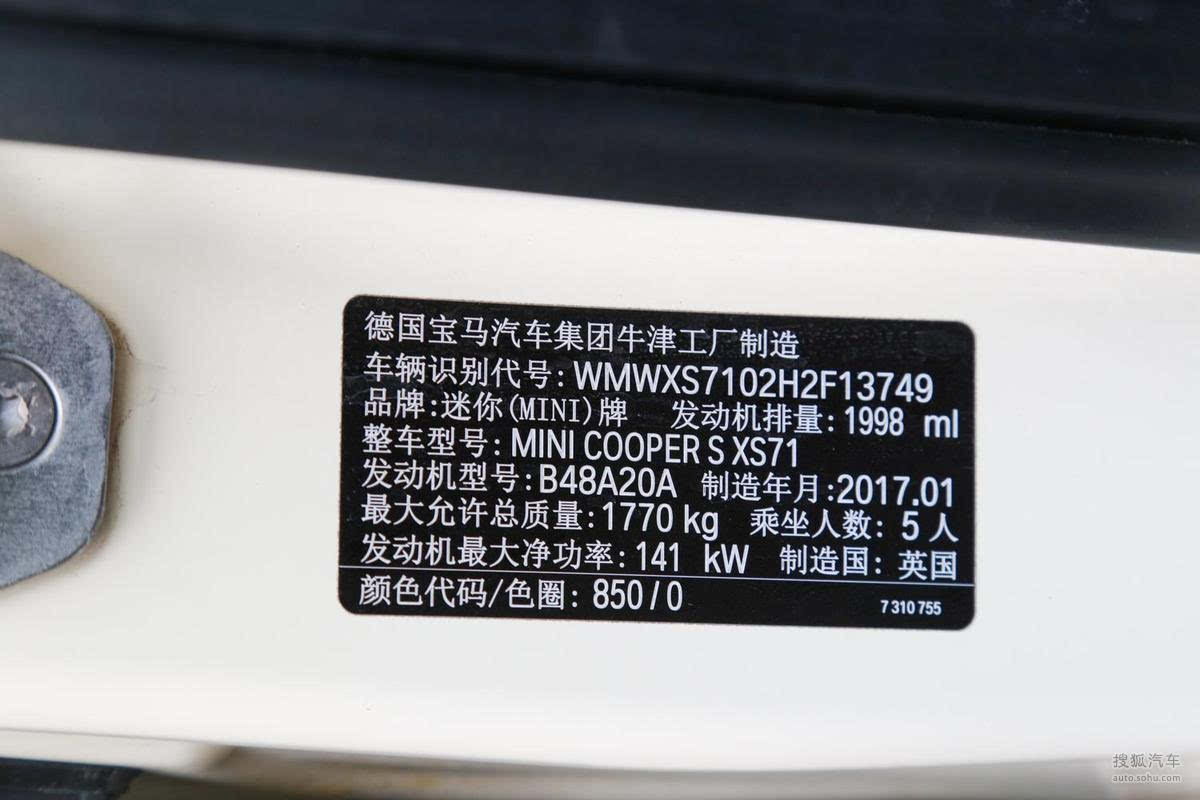 德国宝马汽车集团牛津工厂制造
车辆识别代号: WMWXS7102H2F13749
品牌:迷你(MINI)牌 发动机排量: 1998 ml
整车型号: MINI COOPER S XS71
发动机型号: B48A20A 制造年月:2017.01
最大允许总质量:1770 kg 乘坐人数: 5人
发动机最大净功率: 141 kW 制造国: 英国
颜色代码/色圈: 850/0 7 310 755
搜狐汽车
auto.sohu.com